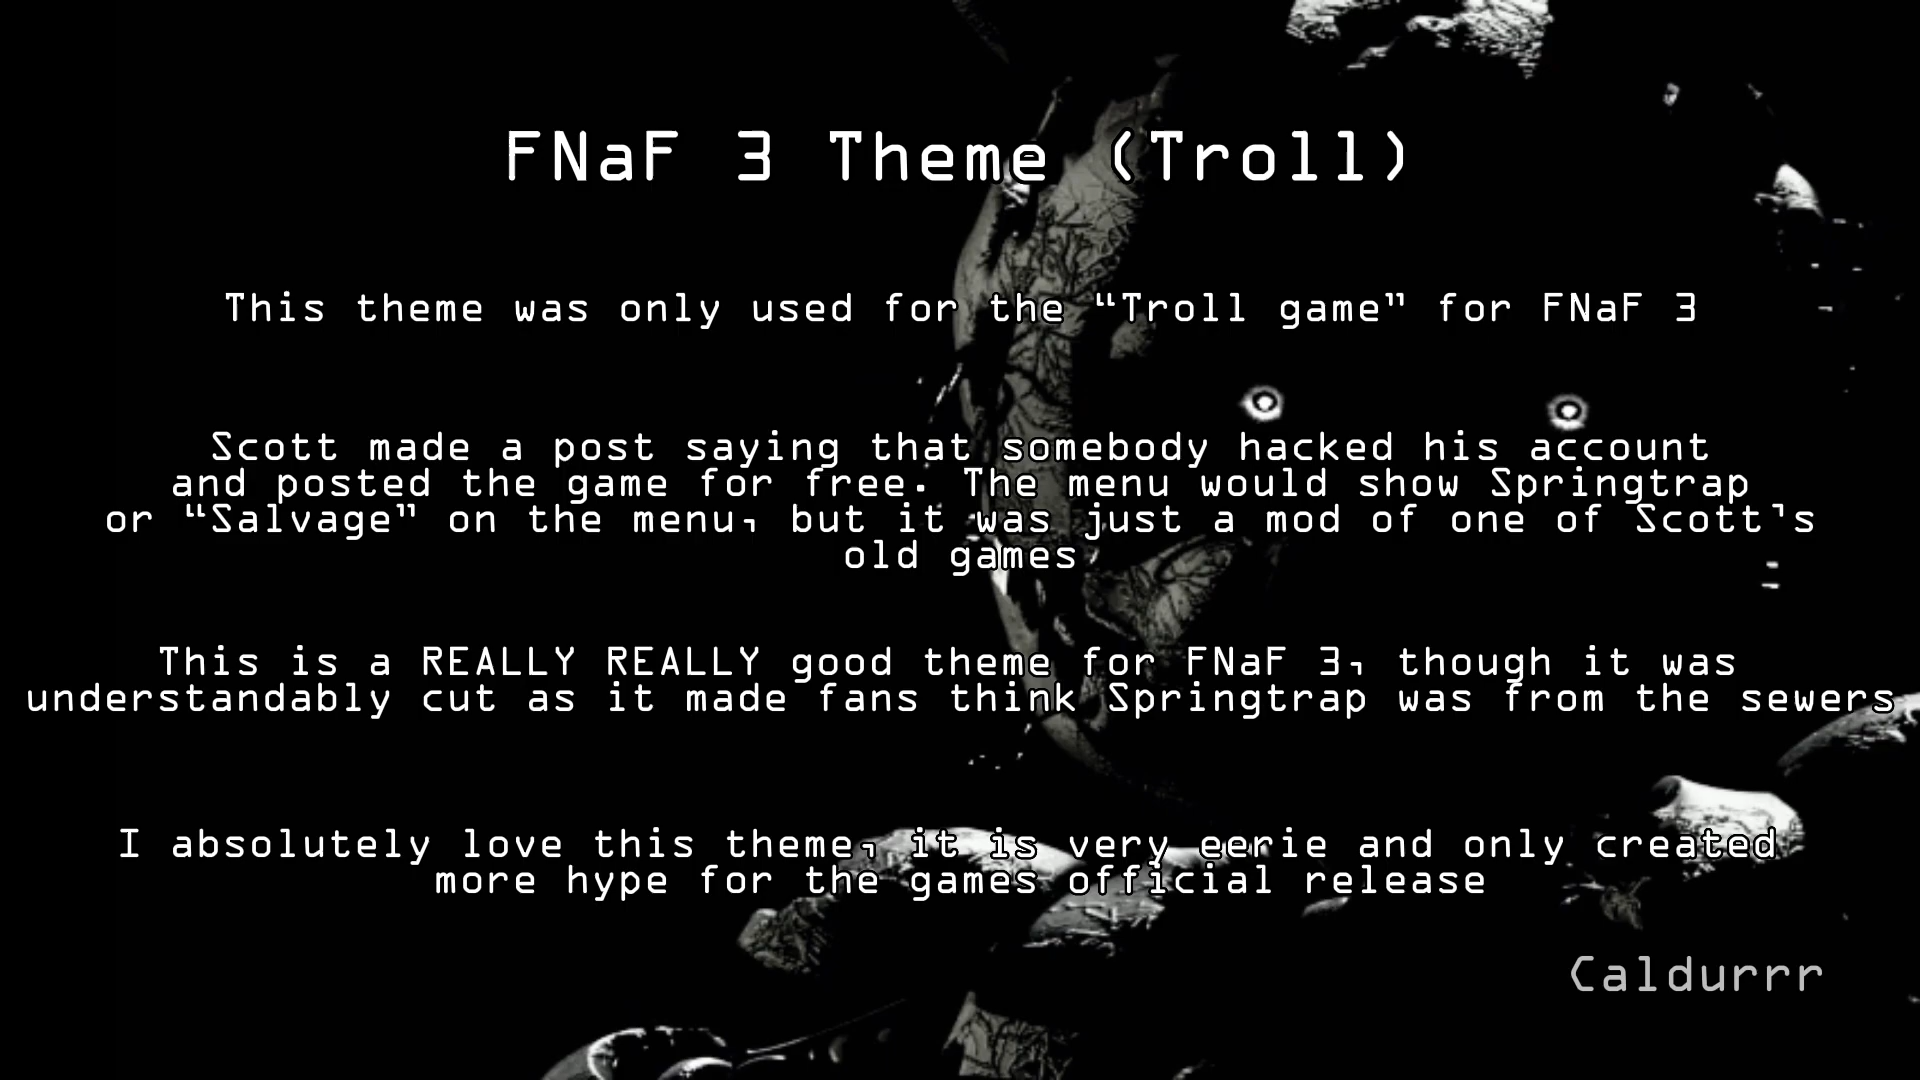 FNaF 3 Theme (Troll)
This theme was only used for the “Troll game” for FNaF 3
Scott made a post saying that somebody hacked his account
and posted the game for free. The menu would show Springtrap
or “Salvage” on the menu, but it was just a mod of one of Scott's
old games
This is a REALLY REALLY good theme for FNaF 3, though it was
understandably cut as it made fans think Springtrap was from the sewers
I absolutely love this theme, it is very eerie and only created
more hype for the games official release
Caldurrr